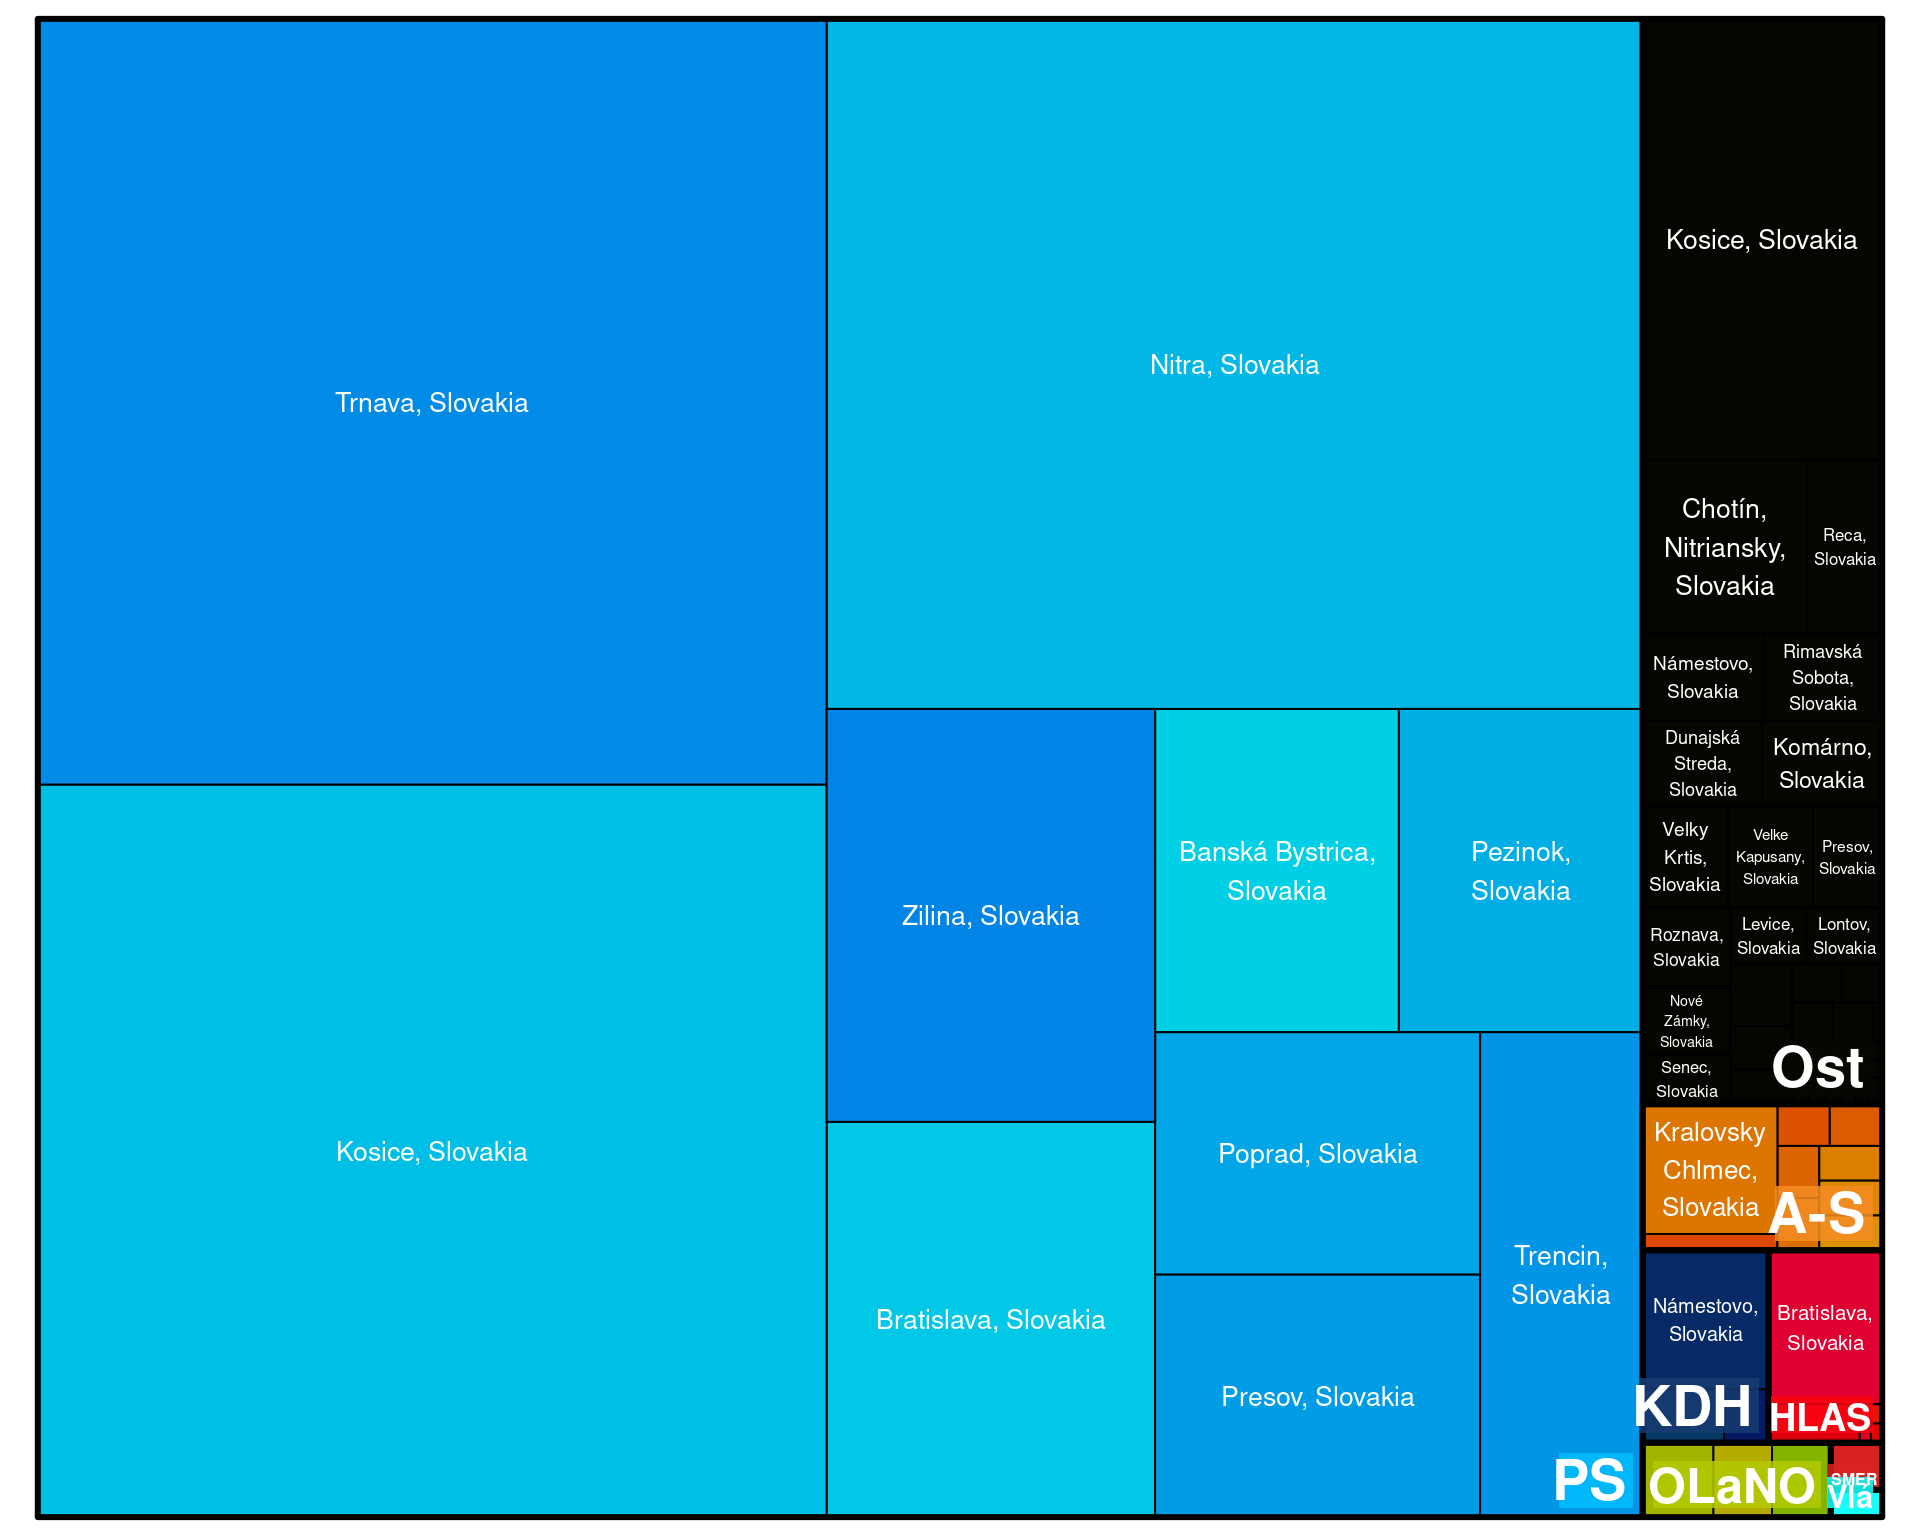 Trnava, Slovakia
Nitra, Slovakia
Kosice, Slovakia
Zilina, Slovakia
Banská Bystrica,
Slovakia
Pezinok,
Slovakia
Bratislava, Slovakia
Poprad, Slovakia
Presov, Slovakia
Trencin,
Slovakia
PS
Kosice, Slovakia
Chotín,
Nitriansky,
Slovakia
Reca,
Slovakia
Námestovo,
Slovakia
Rimavská
Sobota,
Slovakia
Dunajská
Streda,
Slovakia
Komárno,
Slovakia
Velky
Krtis,
Slovakia
Velke
Kapusany,
Slovakia
Presov,
Slovakia
Roznava,
Slovakia
Levice,
Slovakia
Lontov,
Slovakia
Nové
Zámky,
Slovakia
Senec,
Slovakia
Ost
Kralovsky
Chlmec,
Slovakia
A-S
Námestovo,
Slovakia
KDH
Bratislava,
Slovakia
HLAS
OLaNO
SMER
Vlá